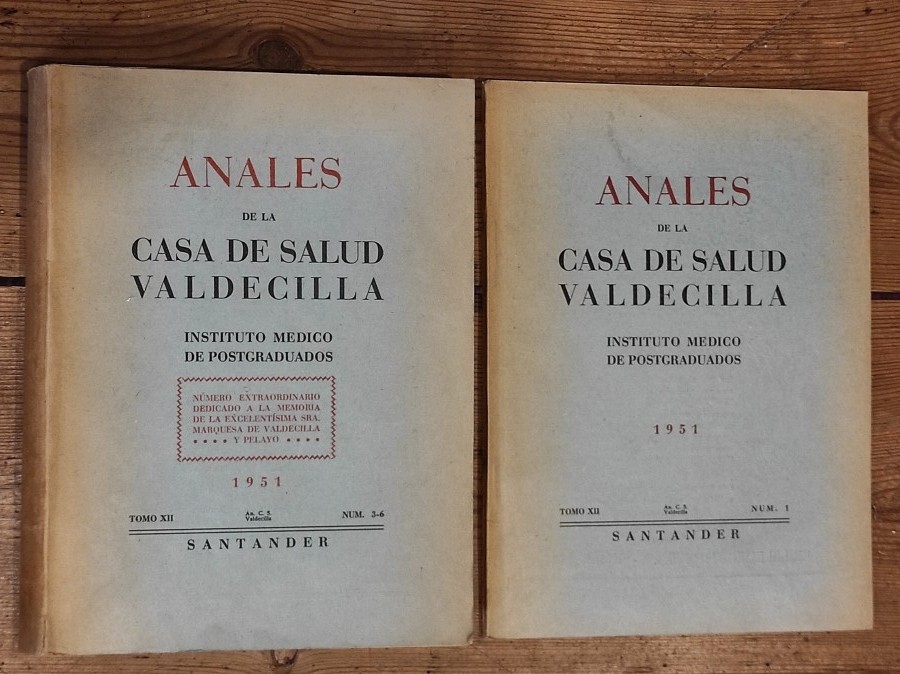 ANALES
DE LA
CASA DE SALUD
VALDECILLA
INSTITUTO MEDICO
DE POSTGRADUADOS
NÚMERO EXTRAORDINARIO
DEDICADO A LA MEMORIA
DE LA EXCELENTÍSIMA SRA.
MARQUESA DE VALDECILLA
Y PELAYO
1951
TOMO XII An. C. S. NUM. 3-6
Valdecilla
SANTANDER
ANALES
DE LA
CASA DE SALUD
VALDECILLA
INSTITUTO MEDICO
DE POSTGRADUADOS
1951
TOMO XII An. C. S. NUM. 1
Valdecilla
SANTANDER